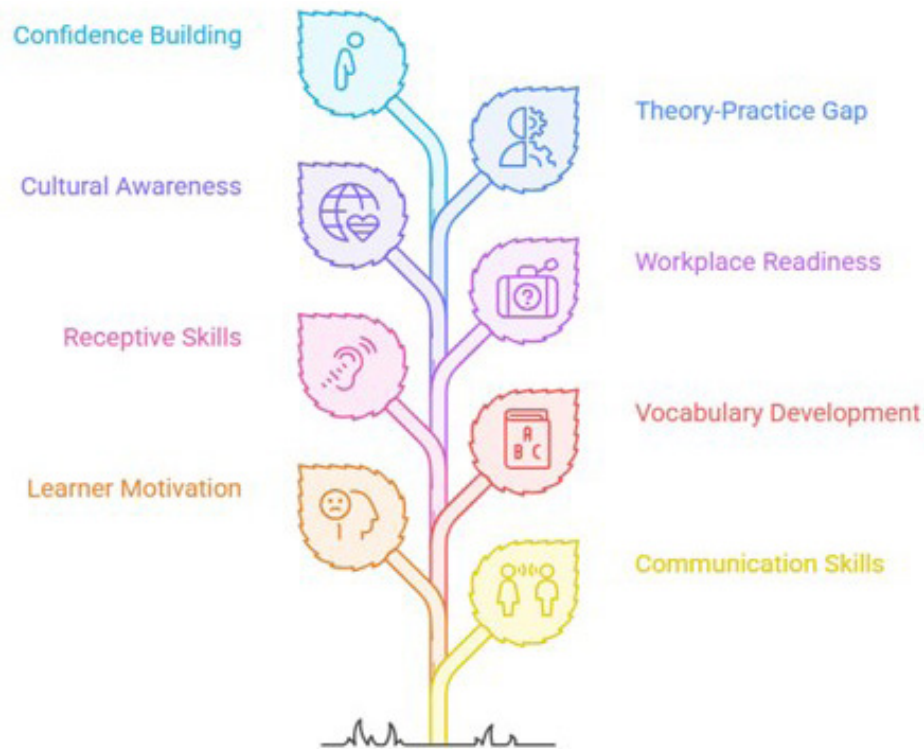 Confidence Building
Theory-Practice Gap
Cultural Awareness
Workplace Readiness
Receptive Skills
?
Vocabulary Development
A
B C
Learner Motivation
Communication Skills